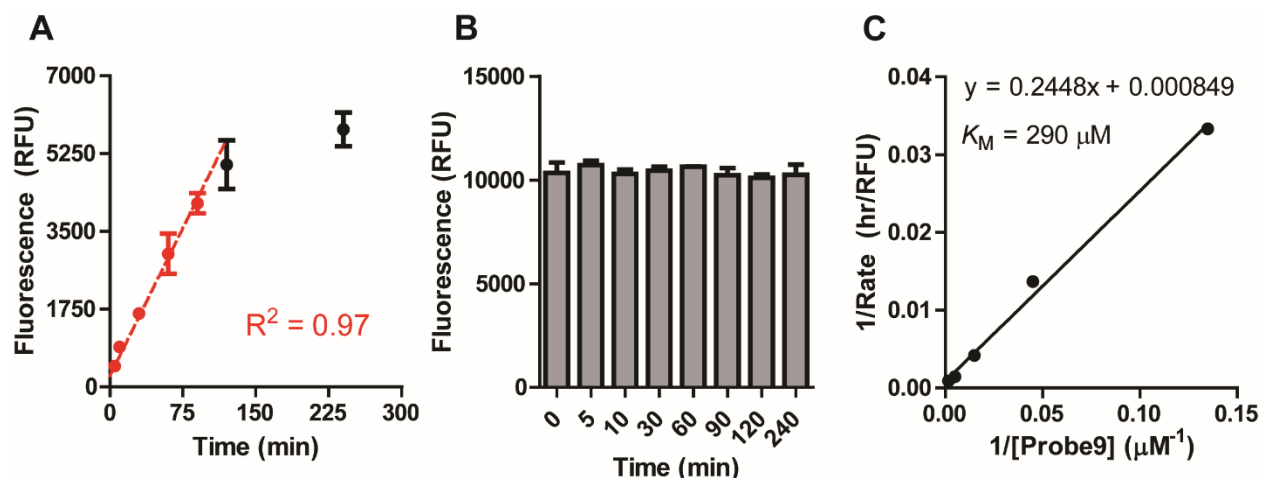 A
Fluorescence (RFU)
7000
5250
3500
1750
0
R² = 0.97
0 75 150 225 300
Time (min)
B
Fluorescence (RFU)
15000
10000
5000
0
0 5 10 30 60 90 120 240
Time (min)
C
1/Rate (hr/RFU)
0.04
0.03
0.02
0.01
0.00
y = 0.2448x + 0.000849
K_M = 290 μM
0.00 0.05 0.10 0.15
1/[Probe9] (μM⁻¹)